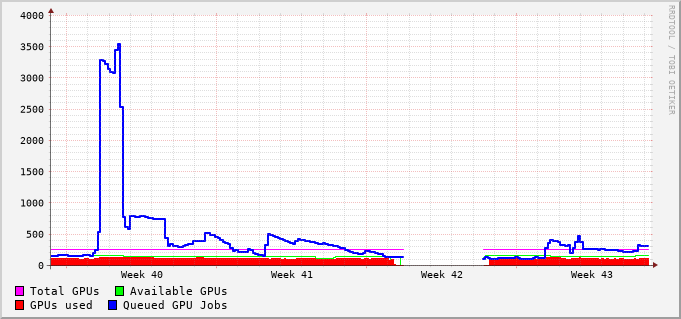 4000
3500
3000
2500
2000
1500
1000
500
0
Week 40 Week 41 Week 42 Week 43
Total GPUs Available GPUs
GPUs used Queued GPU Jobs
RRDTOOL / TOBI OETIKER